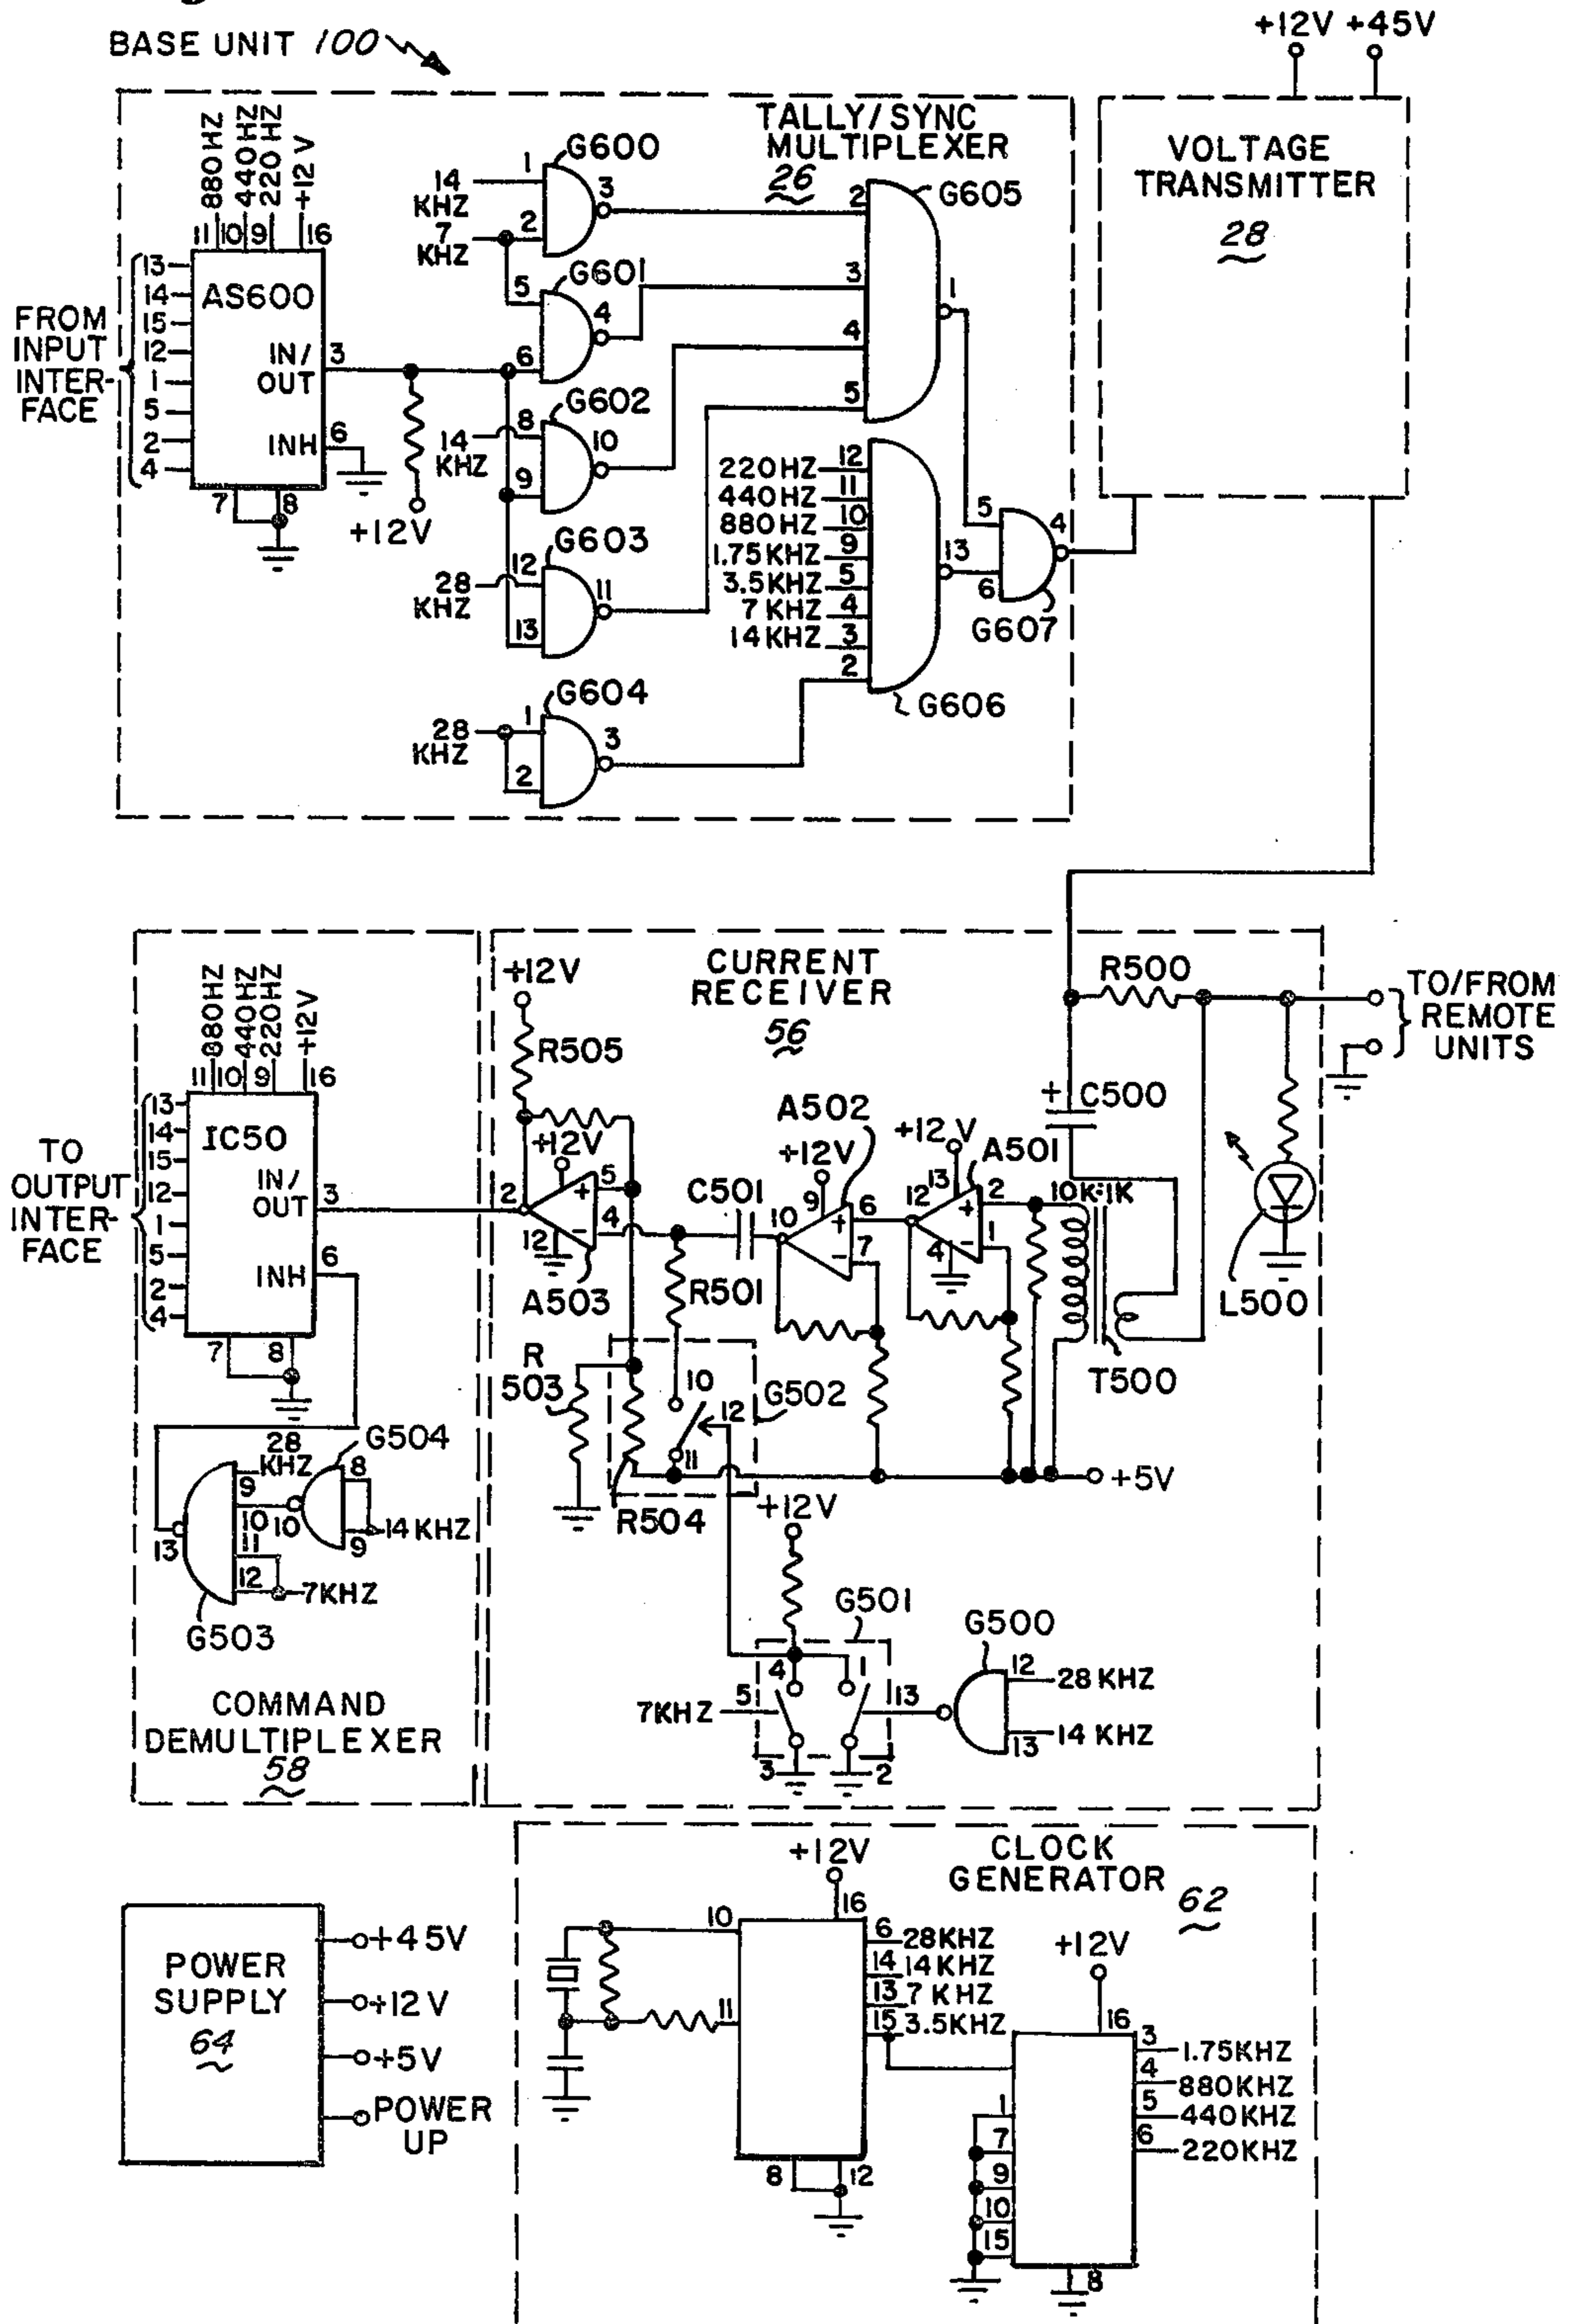 BASE UNIT 100
+12V +45V
TALLY/SYNC
MULTIPLEXER
26
VOLTAGE
TRANSMITTER
28
880HZ
440HZ
220HZ
+12V
11
10
9
16
FROM
INPUT
INTER-
FACE
13
14
15
12
1
5
2
4
AS600
IN/
OUT
3
INH
6
7
8
+12V
14
KHZ
1
G600
3
7
KHZ
2
G601
5
4
6
G602
14
KHZ
8
10
9
G603
28
KHZ
12
11
13
G604
28
KHZ
1
3
2
G605
2
3
4
5
1
220HZ 12
440HZ 11
880HZ 10
1.75KHZ 9
3.5KHZ 5
7KHZ 4
14KHZ 3
2
13
G606
5
4
6
G607
880HZ
440HZ
220HZ
+12V
11
10
9
16
TO
OUTPUT
INTER-
FACE
13
14
15
12
1
5
2
4
IC50
IN/
OUT
3
INH
6
7
8
28
KHZ
G504
9
8
10
10
14KHZ
11
9
13
12
7KHZ
G503
COMMAND
DEMULTIPLEXER
58
CURRENT
RECEIVER
56
+12V
R505
+12V
2
5
+
4
-
12
A503
C501
R501
A502
+12V
9
10
6
+
7
-
+12V
A501
13
12
2
+
1
-
4
10K:1K
T500
R500
C500
+
TO/FROM
REMOTE
UNITS
L500
R
503
10
12
11
G502
R504
+5V
+12V
G501
G500
4
1
7KHZ
5
13
12
28KHZ
14KHZ
13
3
2
POWER
SUPPLY
64
+45V
+12V
+5V
POWER
UP
CLOCK
GENERATOR
62
+12V
16
10
11
6 28KHZ
14 14KHZ
13 7KHZ
15 3.5KHZ
8
12
+12V
16
3 1.75KHZ
4 880KHZ
5 440KHZ
6 220KHZ
1
7
9
10
15
8